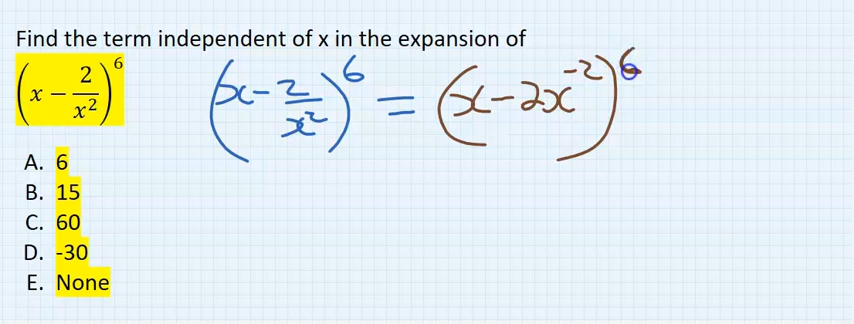 Find the term independent of x in the expansion of
(x − 2/x²)⁶
(x − 2/x²)⁶ = (x − 2x⁻²)⁶
A. 6
B. 15
C. 60
D. -30
E. None